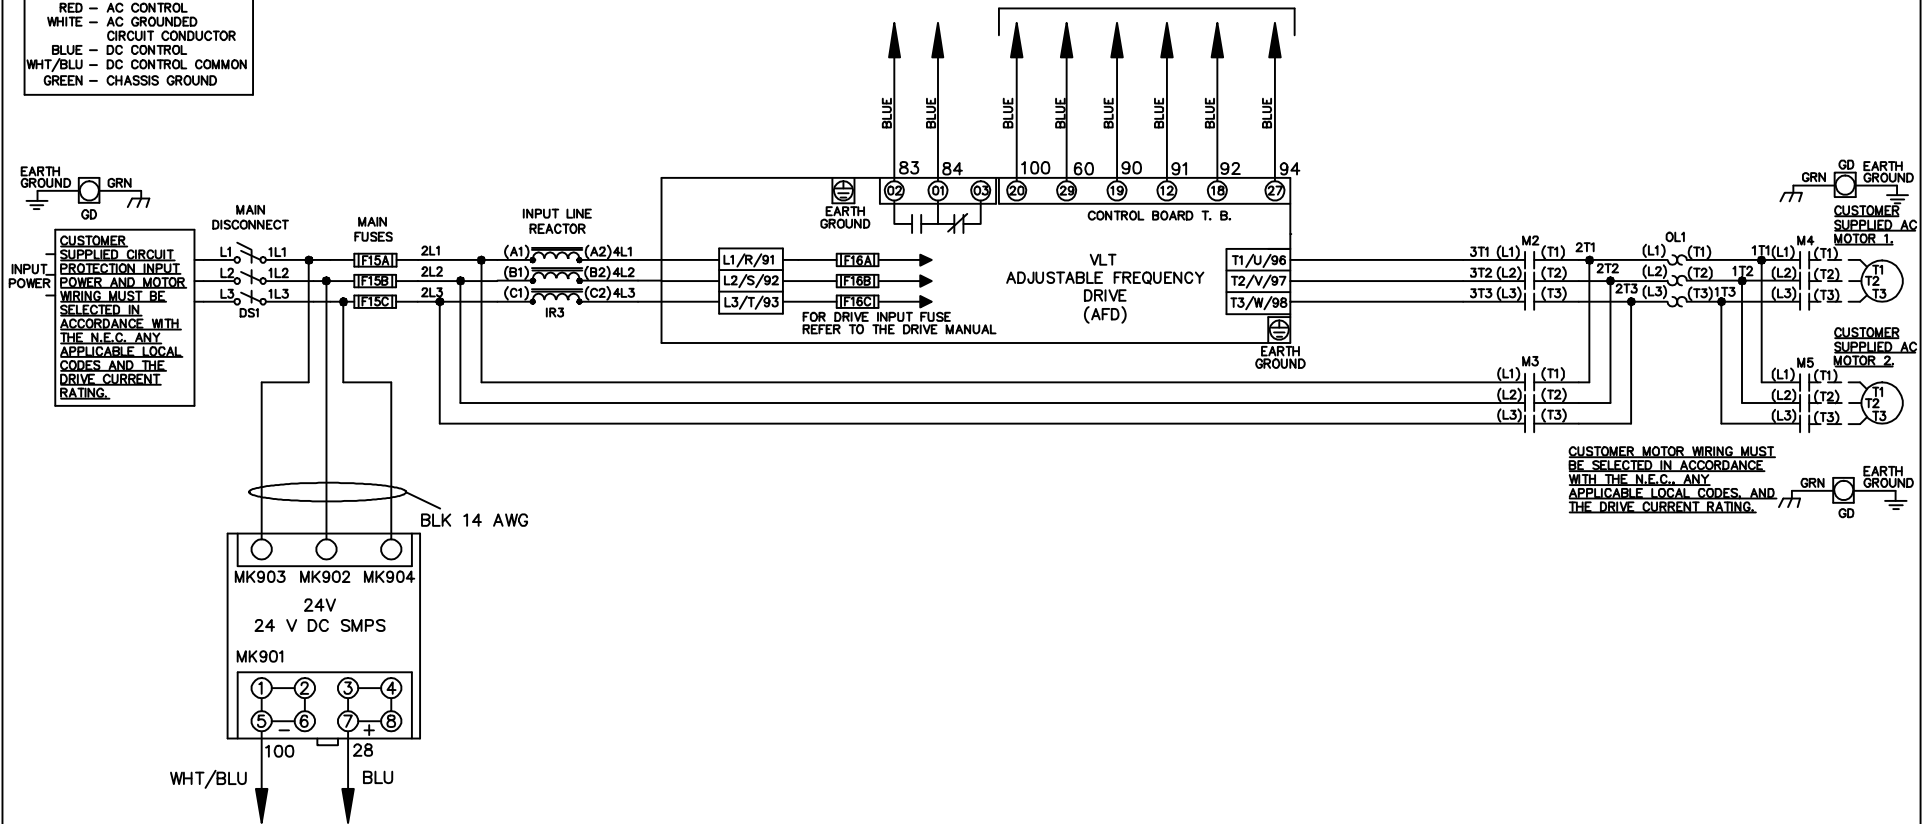 RED – AC CONTROL
WHITE – AC GROUNDED
CIRCUIT CONDUCTOR
BLUE – DC CONTROL
WHT/BLU – DC CONTROL COMMON
GREEN – CHASSIS GROUND
BLUE
BLUE
BLUE
BLUE
BLUE
BLUE
BLUE
BLUE
83 84 100 60 90 91 92 94
02 01 03 20 29 19 12 18 27
EARTH
GROUND
CONTROL BOARD T. B.
EARTH
GROUND
GRN
GD
MAIN
DISCONNECT
MAIN
FUSES
INPUT LINE
REACTOR
INPUT
POWER
CUSTOMER
SUPPLIED CIRCUIT
PROTECTION INPUT
POWER AND MOTOR
WIRING MUST BE
SELECTED IN
ACCORDANCE WITH
THE N.E.C. ANY
APPLICABLE LOCAL
CODES AND THE
DRIVE CURRENT
RATING.
L1 1L1 F15A 2L1 (A1) (A2) 4L1 L1/R/91 F16A
L2 1L2 F15B 2L2 (B1) (B2) 4L2 L2/S/92 F16B
L3 1L3 F15C 2L3 (C1) (C2) 4L3 L3/T/93 F16C
DS1
IR3
FOR DRIVE INPUT FUSE
REFER TO THE DRIVE MANUAL
VLT
ADJUSTABLE FREQUENCY
DRIVE
(AFD)
T1/U/96
T2/V/97
T3/W/98
EARTH
GROUND
M2
3T1 (L1) (T1) 2T1
3T2 (L2) (T2) 2T2
3T3 (L3) (T3) 2T3
OL1
(L1) (T1) 1T1
(L2) (T2) 1T2
(L3) (T3) 1T3
M4
(L1) (T1)
(L2) (T2)
(L3) (T3)
T1
T2
T3
GRN
GD
EARTH
GROUND
CUSTOMER
SUPPLIED AC
MOTOR 1.
M3
(L1) (T1)
(L2) (T2)
(L3) (T3)
M5
(L1) (T1)
(L2) (T2)
(L3) (T3)
T1
T2
T3
CUSTOMER
SUPPLIED AC
MOTOR 2.
CUSTOMER MOTOR WIRING MUST
BE SELECTED IN ACCORDANCE
WITH THE N.E.C., ANY
APPLICABLE LOCAL CODES, AND
THE DRIVE CURRENT RATING.
GRN
GD
EARTH
GROUND
BLK 14 AWG
MK903 MK902 MK904
24V
24 V DC SMPS
MK901
1 2 3 4
5 6 7 8
– +
100 28
WHT/BLU BLU